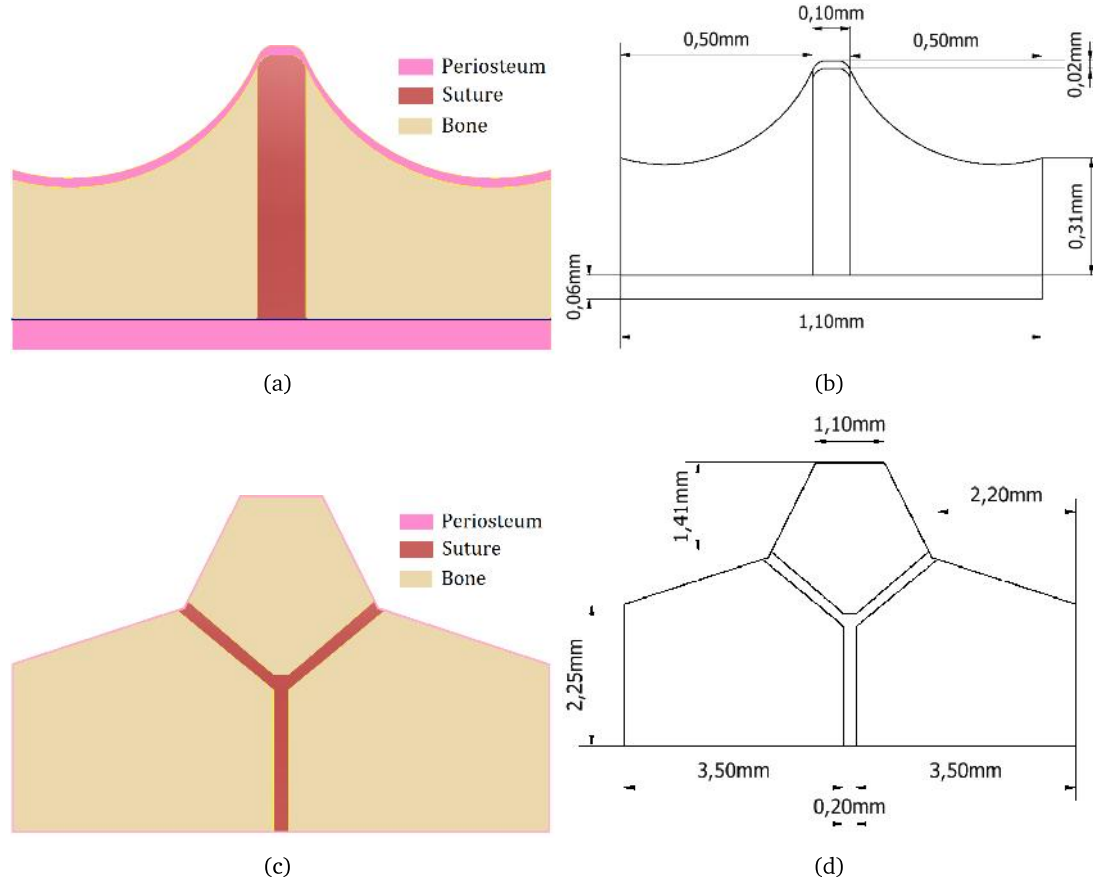 Periosteum
Suture
Bone
(a)
0,10mm
0,50mm
0,50mm
0,02mm
0,31mm
0,06mm
1,10mm
(b)
Periosteum
Suture
Bone
(c)
1,10mm
1,41mm
2,20mm
2,25mm
3,50mm
3,50mm
0,20mm
(d)